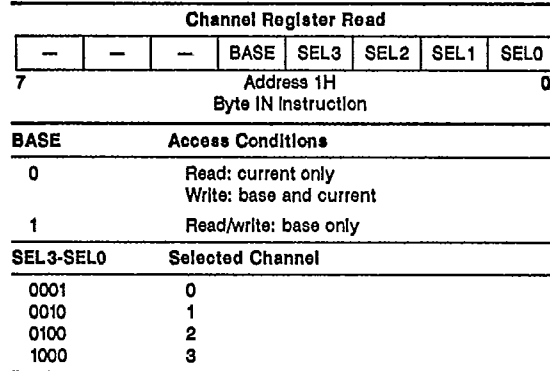 Channel Register Read
— — — BASE SEL3 SEL2 SEL1 SEL0
7 Address 1H 0
Byte IN Instruction
BASE Access Conditions
0 Read: current only
Write: base and current
1 Read/write: base only
SEL3-SEL0 Selected Channel
0001 0
0010 1
0100 2
1000 3